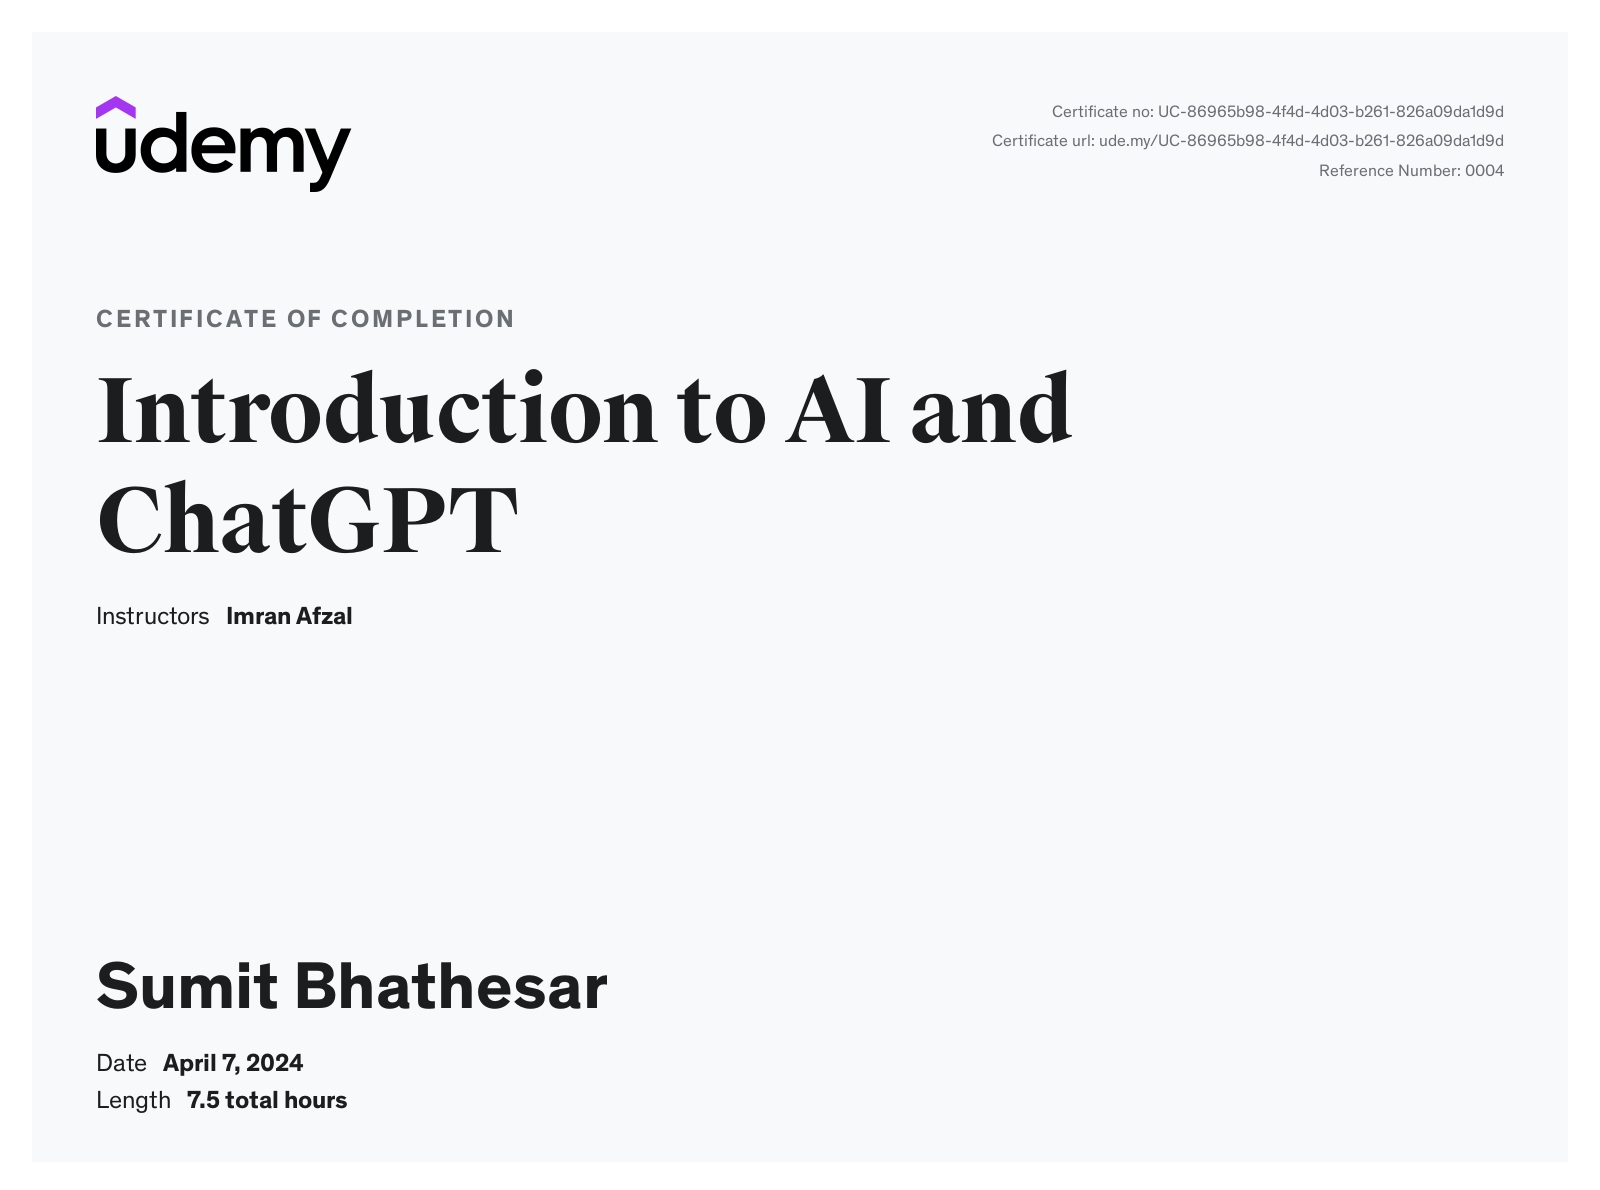 udemy
Certificate no: UC-86965b98-4f4d-4d03-b261-826a09da1d9d
Certificate url: ude.my/UC-86965b98-4f4d-4d03-b261-826a09da1d9d
Reference Number: 0004
CERTIFICATE OF COMPLETION
Introduction to AI and
ChatGPT
Instructors Imran Afzal
Sumit Bhathesar
Date April 7, 2024
Length 7.5 total hours